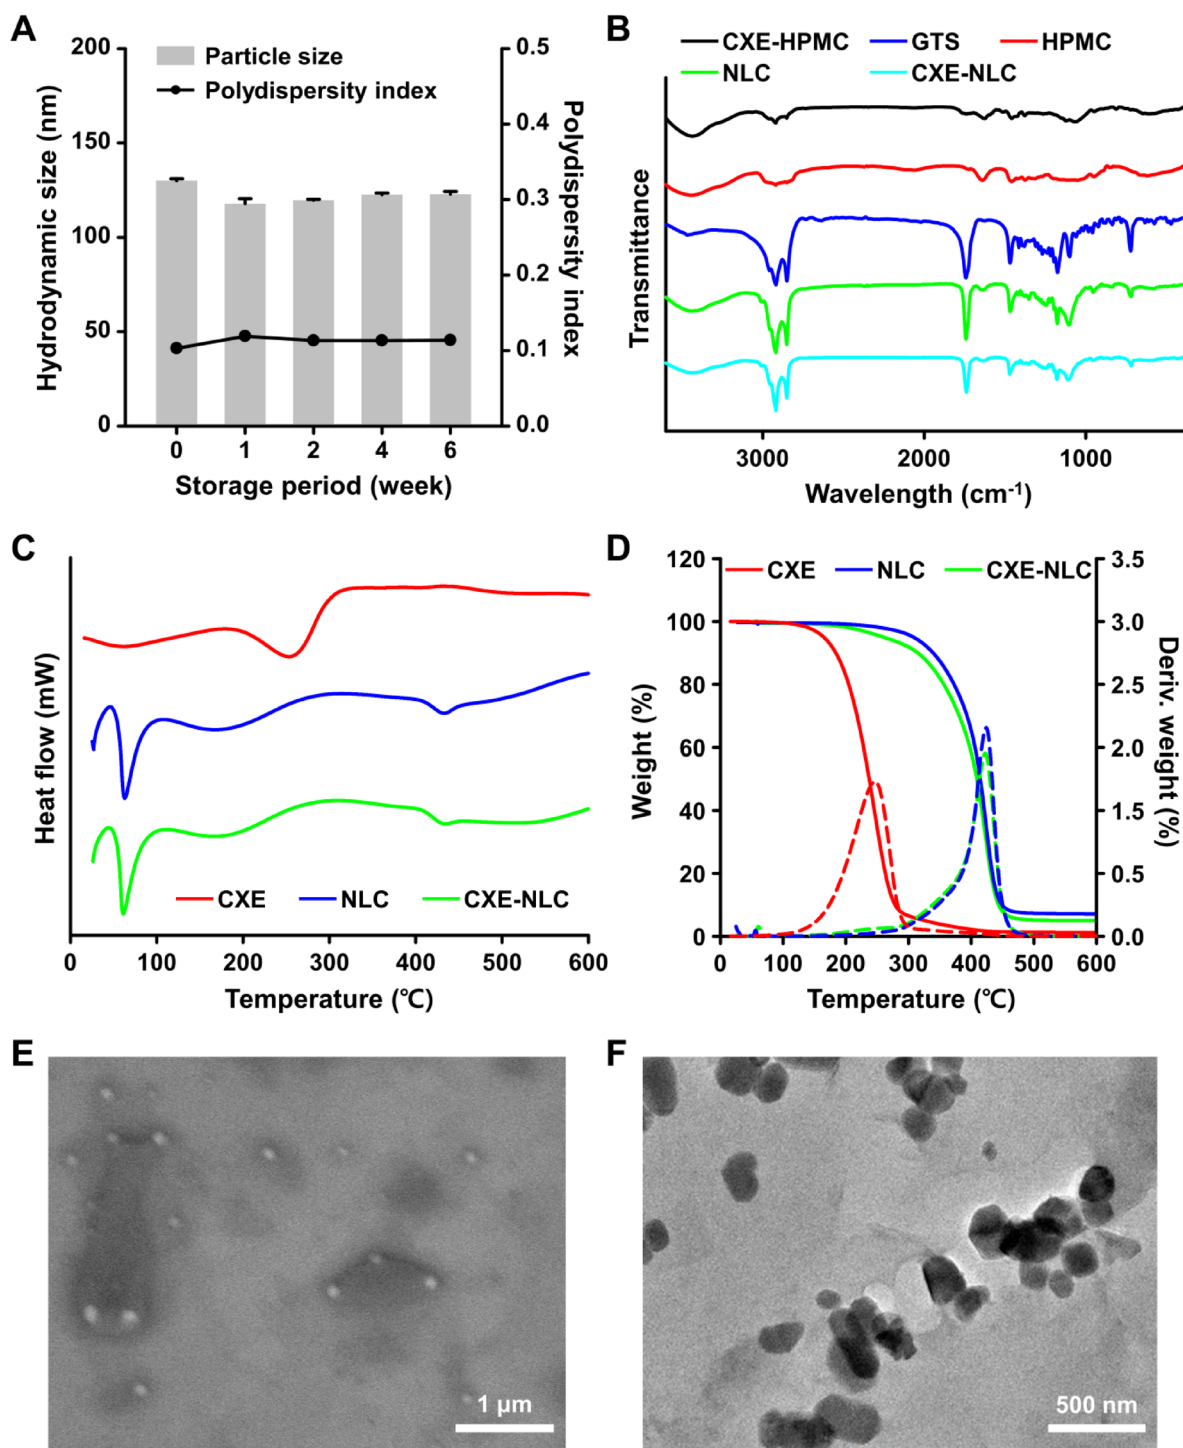 A
200
150
100
50
0
Hydrodynamic size (nm)
Particle size
Polydispersity index
0.5
0.4
0.3
0.2
0.1
0.0
Polydispersity index
0 1 2 4 6
Storage period (week)
B
CXE-HPMC GTS HPMC
NLC CXE-NLC
Transmittance
3000 2000 1000
Wavelength (cm⁻¹)
C
Heat flow (mW)
CXE NLC CXE-NLC
0 100 200 300 400 500 600
Temperature (℃)
D
120
100
80
60
40
20
0
Weight (%)
CXE NLC CXE-NLC
3.5
3.0
2.5
2.0
1.5
1.0
0.5
0.0
Deriv. weight (%)
0 100 200 300 400 500 600
Temperature (℃)
E
1 μm
F
500 nm